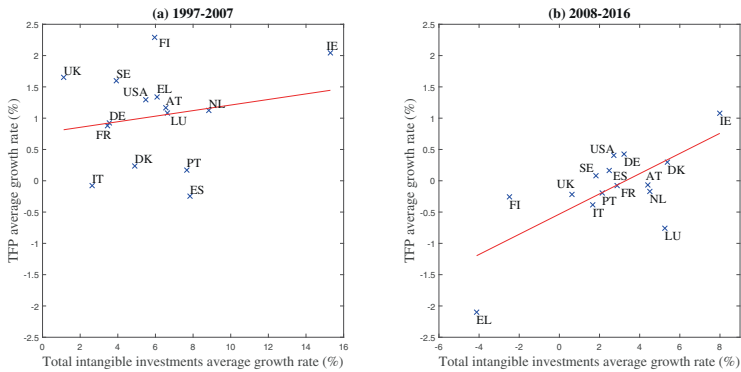 (a) 1997-2007
2.5
2
1.5
1
0.5
0
-0.5
-1
-1.5
-2
-2.5
TFP average growth rate (%)
FI
IE
UK
SE
USA
EL
AT
NL
DE
LU
FR
DK
PT
IT
ES
0 2 4 6 8 10 12 14 16
Total intangible investments average growth rate (%)
(b) 2008-2016
2.5
2
1.5
1
0.5
0
-0.5
-1
-1.5
-2
-2.5
TFP average growth rate (%)
IE
USA
DE
SE
ES
AT
DK
UK
FR
FI
PT
NL
IT
LU
EL
-6 -4 -2 0 2 4 6 8
Total intangible investments average growth rate (%)